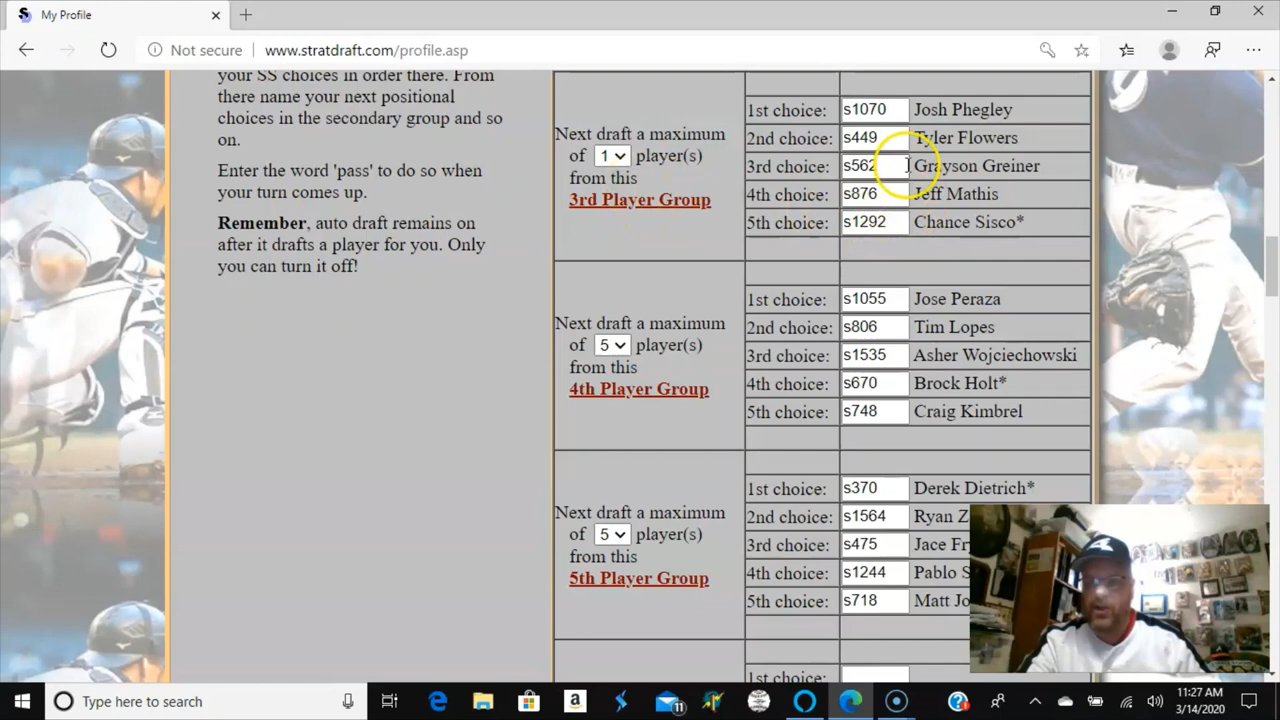 My Profile
Not secure
www.stratdraft.com/profile.asp
your SS choices in order there. From
there name your next positional
choices in the secondary group and so
on.
Enter the word 'pass' to do so when
your turn comes up.
Remember, auto draft remains on
after it drafts a player for you. Only
you can turn it off!
Next draft a maximum
of 1 player(s)
from this
3rd Player Group
1st choice: s1070 Josh Phegley
2nd choice: s449 Tyler Flowers
3rd choice: s562 Grayson Greiner
4th choice: s876 Jeff Mathis
5th choice: s1292 Chance Sisco*
Next draft a maximum
of 5 player(s)
from this
4th Player Group
1st choice: s1055 Jose Peraza
2nd choice: s806 Tim Lopes
3rd choice: s1535 Asher Wojciechowski
4th choice: s670 Brock Holt*
5th choice: s748 Craig Kimbrel
Next draft a maximum
of 5 player(s)
from this
5th Player Group
1st choice: s370 Derek Dietrich*
2nd choice: s1564 Ryan Z
3rd choice: s475 Jace Fr
4th choice: s1244 Pablo S
5th choice: s718 Matt Jo
1st choice:
Type here to search
11
11:27 AM
3/14/2020